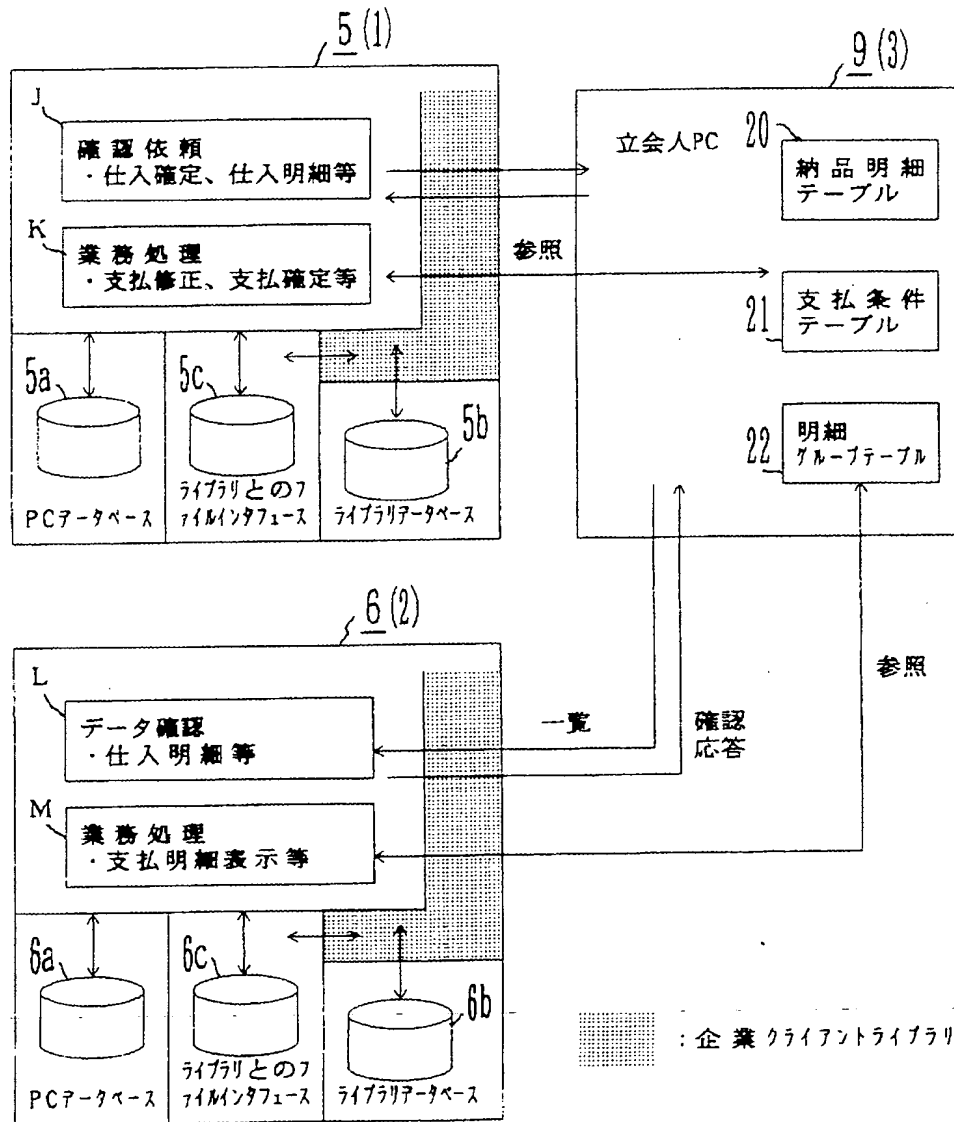 5(1)
J
確認依頼
・仕入確定、仕入明細等
K
業務処理
・支払修正、支払確定等
5a
5c
5b
PCデータベース
ライブラリとのフ
ァイルインタフェース
ライブラリデータベース
9(3)
立会人PC
20
納品明細
テーブル
参照
21
支払条件
テーブル
22
明細
グループテーブル
6(2)
L
データ確認
・仕入明細等
M
業務処理
・支払明細表示等
一覧
確認
応答
参照
6a
6c
6b
PCデータベース
ライブラリとのフ
ァイルインタフェース
ライブラリデータベース
:企業クライアントライブラリ